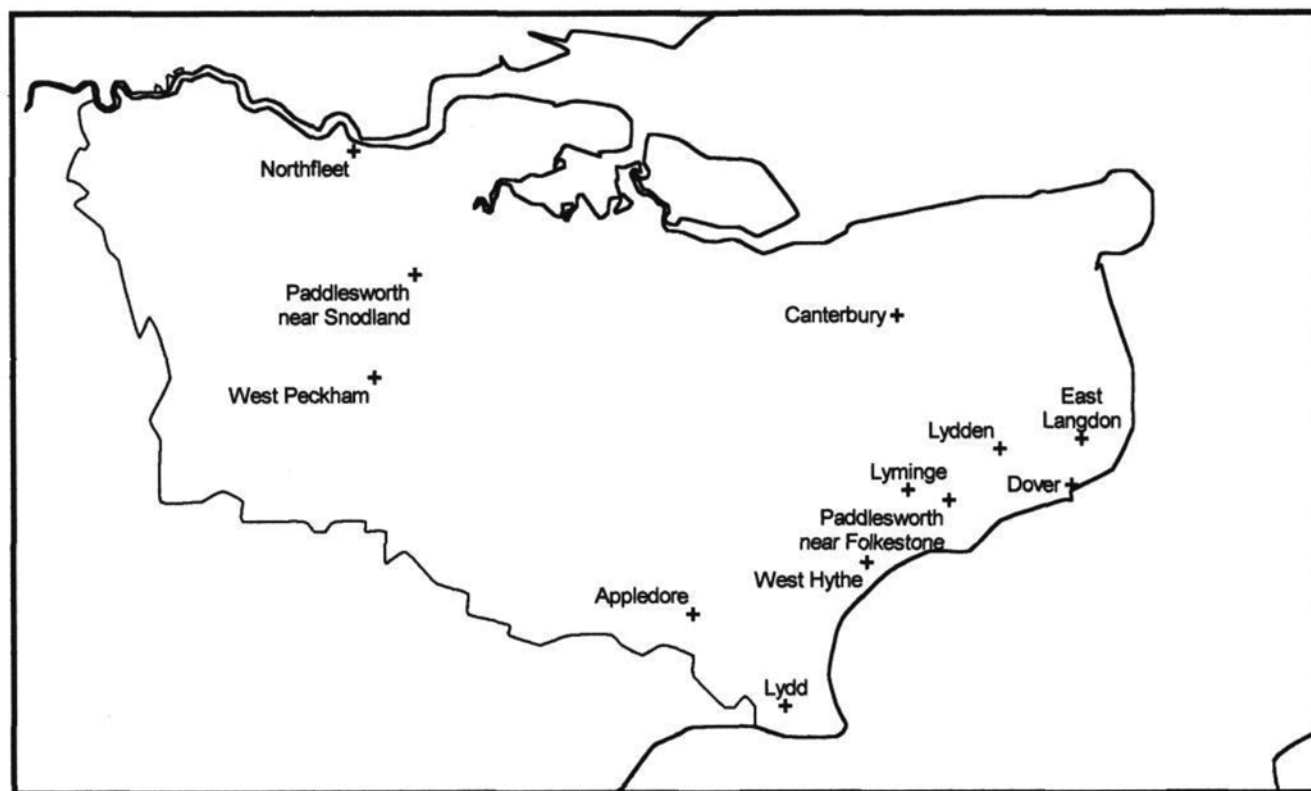 Northfleet
Paddlesworth
near Snodland
Canterbury
West Peckham
East
Langdon
Lydden
Lyminge
Dover
Paddlesworth
near Folkestone
West Hythe
Appledore
Lydd